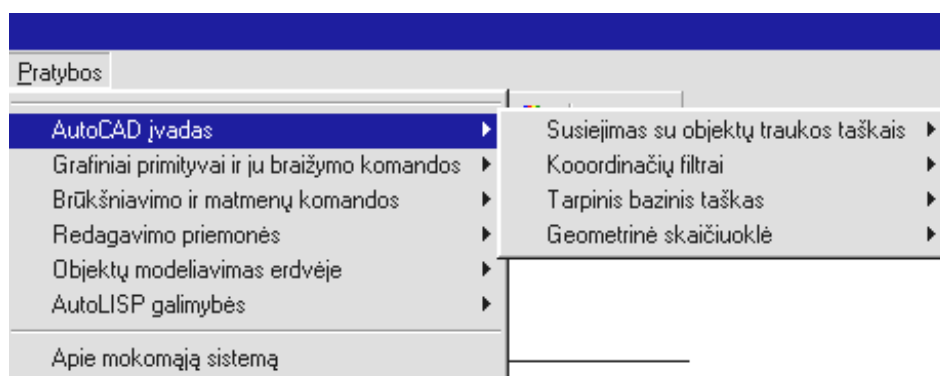 Pratybos
AutoCAD įvadas
Grafiniai primityvai ir ju braižymo komandos
Brūkšniavimo ir matmenų komandos
Redagavimo priemonės
Objektų modeliavimas erdvėje
AutoLISP galimybės
Apie mokomąją sistemą
Susiejimas su objektų traukos taškais
Kooordinačių filtrai
Tarpinis bazinis taškas
Geometrinė skaičiuoklė